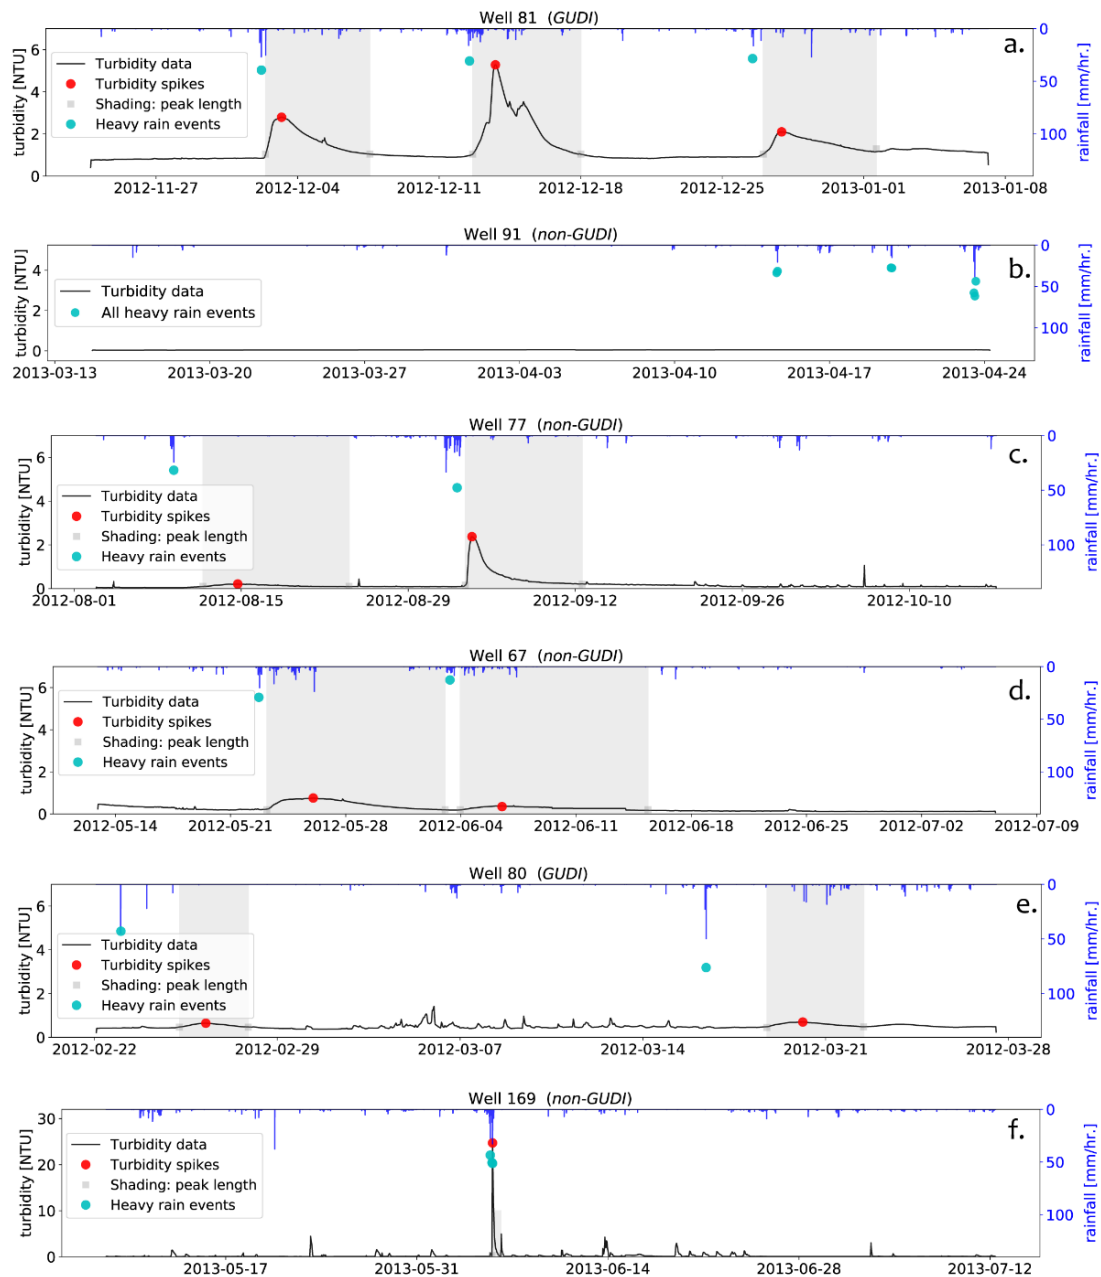 Well 81 (GUDI)
a.
turbidity [NTU]
6
4
2
0
Turbidity data
Turbidity spikes
Shading: peak length
Heavy rain events
0
50
100
rainfall [mm/hr.]
2012-11-27 2012-12-04 2012-12-11 2012-12-18 2012-12-25 2013-01-01 2013-01-08
Well 91 (non-GUDI)
b.
turbidity [NTU]
4
2
0
Turbidity data
All heavy rain events
0
50
100
rainfall [mm/hr.]
2013-03-13 2013-03-20 2013-03-27 2013-04-03 2013-04-10 2013-04-17 2013-04-24
Well 77 (non-GUDI)
c.
turbidity [NTU]
6
4
2
0
Turbidity data
Turbidity spikes
Shading: peak length
Heavy rain events
0
50
100
rainfall [mm/hr.]
2012-08-01 2012-08-15 2012-08-29 2012-09-12 2012-09-26 2012-10-10
Well 67 (non-GUDI)
d.
turbidity [NTU]
6
4
2
0
Turbidity data
Turbidity spikes
Shading: peak length
Heavy rain events
0
50
100
rainfall [mm/hr.]
2012-05-14 2012-05-21 2012-05-28 2012-06-04 2012-06-11 2012-06-18 2012-06-25 2012-07-02 2012-07-09
Well 80 (GUDI)
e.
turbidity [NTU]
6
4
2
0
Turbidity data
Turbidity spikes
Shading: peak length
Heavy rain events
0
50
100
rainfall [mm/hr.]
2012-02-22 2012-02-29 2012-03-07 2012-03-14 2012-03-21 2012-03-28
Well 169 (non-GUDI)
f.
turbidity [NTU]
30
20
10
0
Turbidity data
Turbidity spikes
Shading: peak length
Heavy rain events
0
50
100
rainfall [mm/hr.]
2013-05-17 2013-05-31 2013-06-14 2013-06-28 2013-07-12